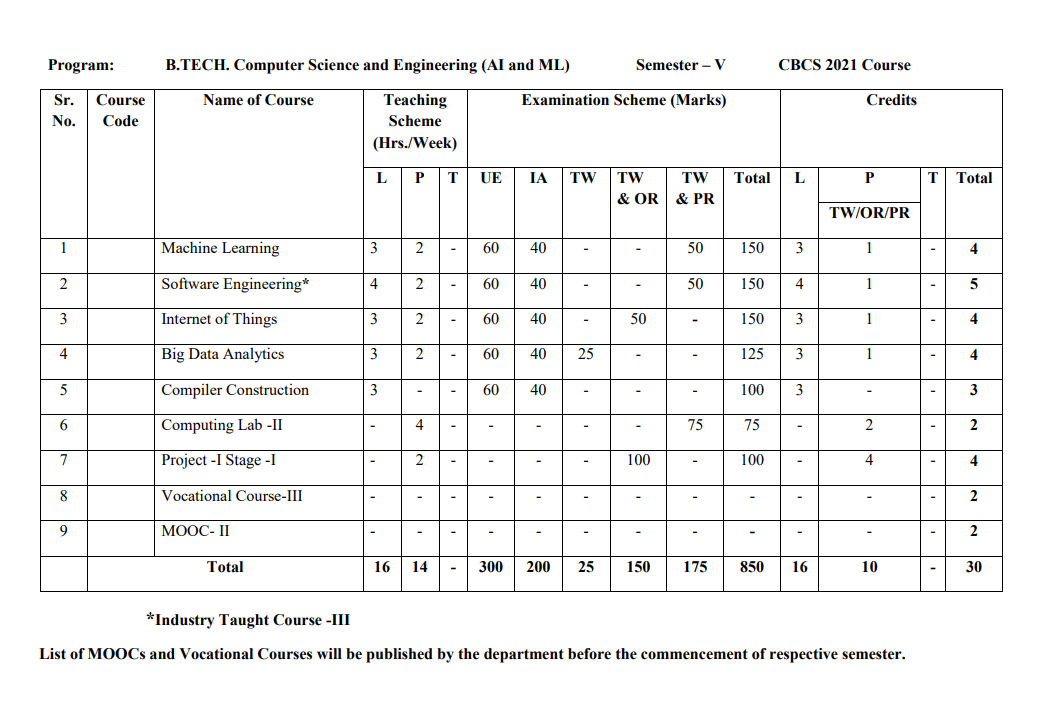 Program: B.TECH. Computer Science and Engineering (AI and ML) Semester – V CBCS 2021 Course
Sr. No. Course Code Name of Course Teaching Scheme (Hrs./Week) Examination Scheme (Marks) Credits
L P T UE IA TW TW & OR TW & PR Total L P T Total
TW/OR/PR
1 Machine Learning 3 2 - 60 40 - - 50 150 3 1 - 4
2 Software Engineering* 4 2 - 60 40 - - 50 150 4 1 - 5
3 Internet of Things 3 2 - 60 40 - 50 - 150 3 1 - 4
4 Big Data Analytics 3 2 - 60 40 25 - - 125 3 1 - 4
5 Compiler Construction 3 - - 60 40 - - - 100 3 - - 3
6 Computing Lab -II - 4 - - - - - 75 75 - 2 - 2
7 Project -I Stage -I - 2 - - - - 100 - 100 - 4 - 4
8 Vocational Course-III - - - - - - - - - - - - 2
9 MOOC- II - - - - - - - - - - - - 2
Total 16 14 - 300 200 25 150 175 850 16 10 - 30
*Industry Taught Course -III
List of MOOCs and Vocational Courses will be published by the department before the commencement of respective semester.